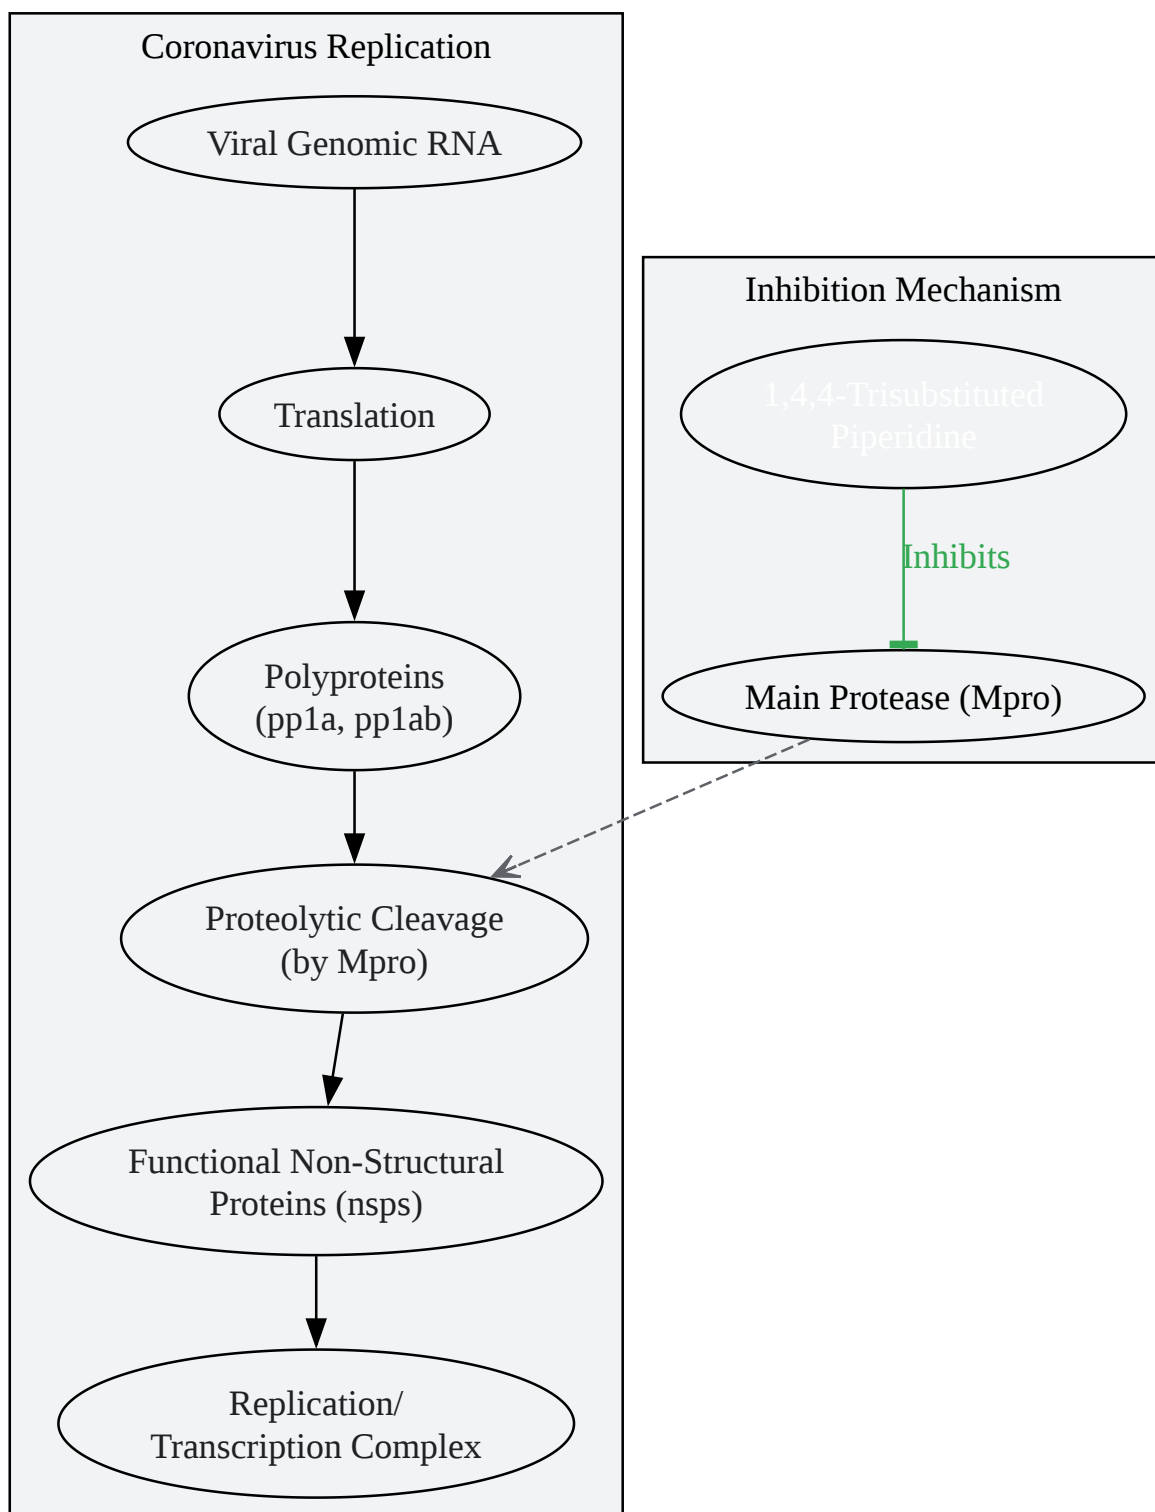 Coronavirus Replication
Viral Genomic RNA
Translation
Polyproteins
(pp1a, pp1ab)
Proteolytic Cleavage
(by Mpro)
Functional Non-Structural
Proteins (nsps)
Replication/
Transcription Complex
Inhibition Mechanism
1,4,4-Trisubstituted
Piperidine
Inhibits
Main Protease (Mpro)